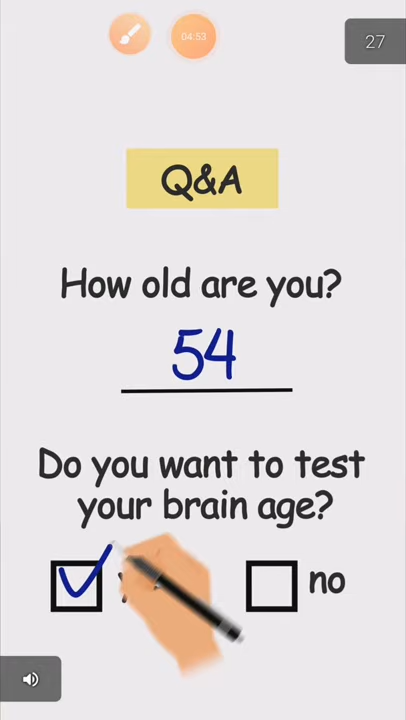 04:53
27
Q&A
How old are you?
54
Do you want to test
your brain age?
no